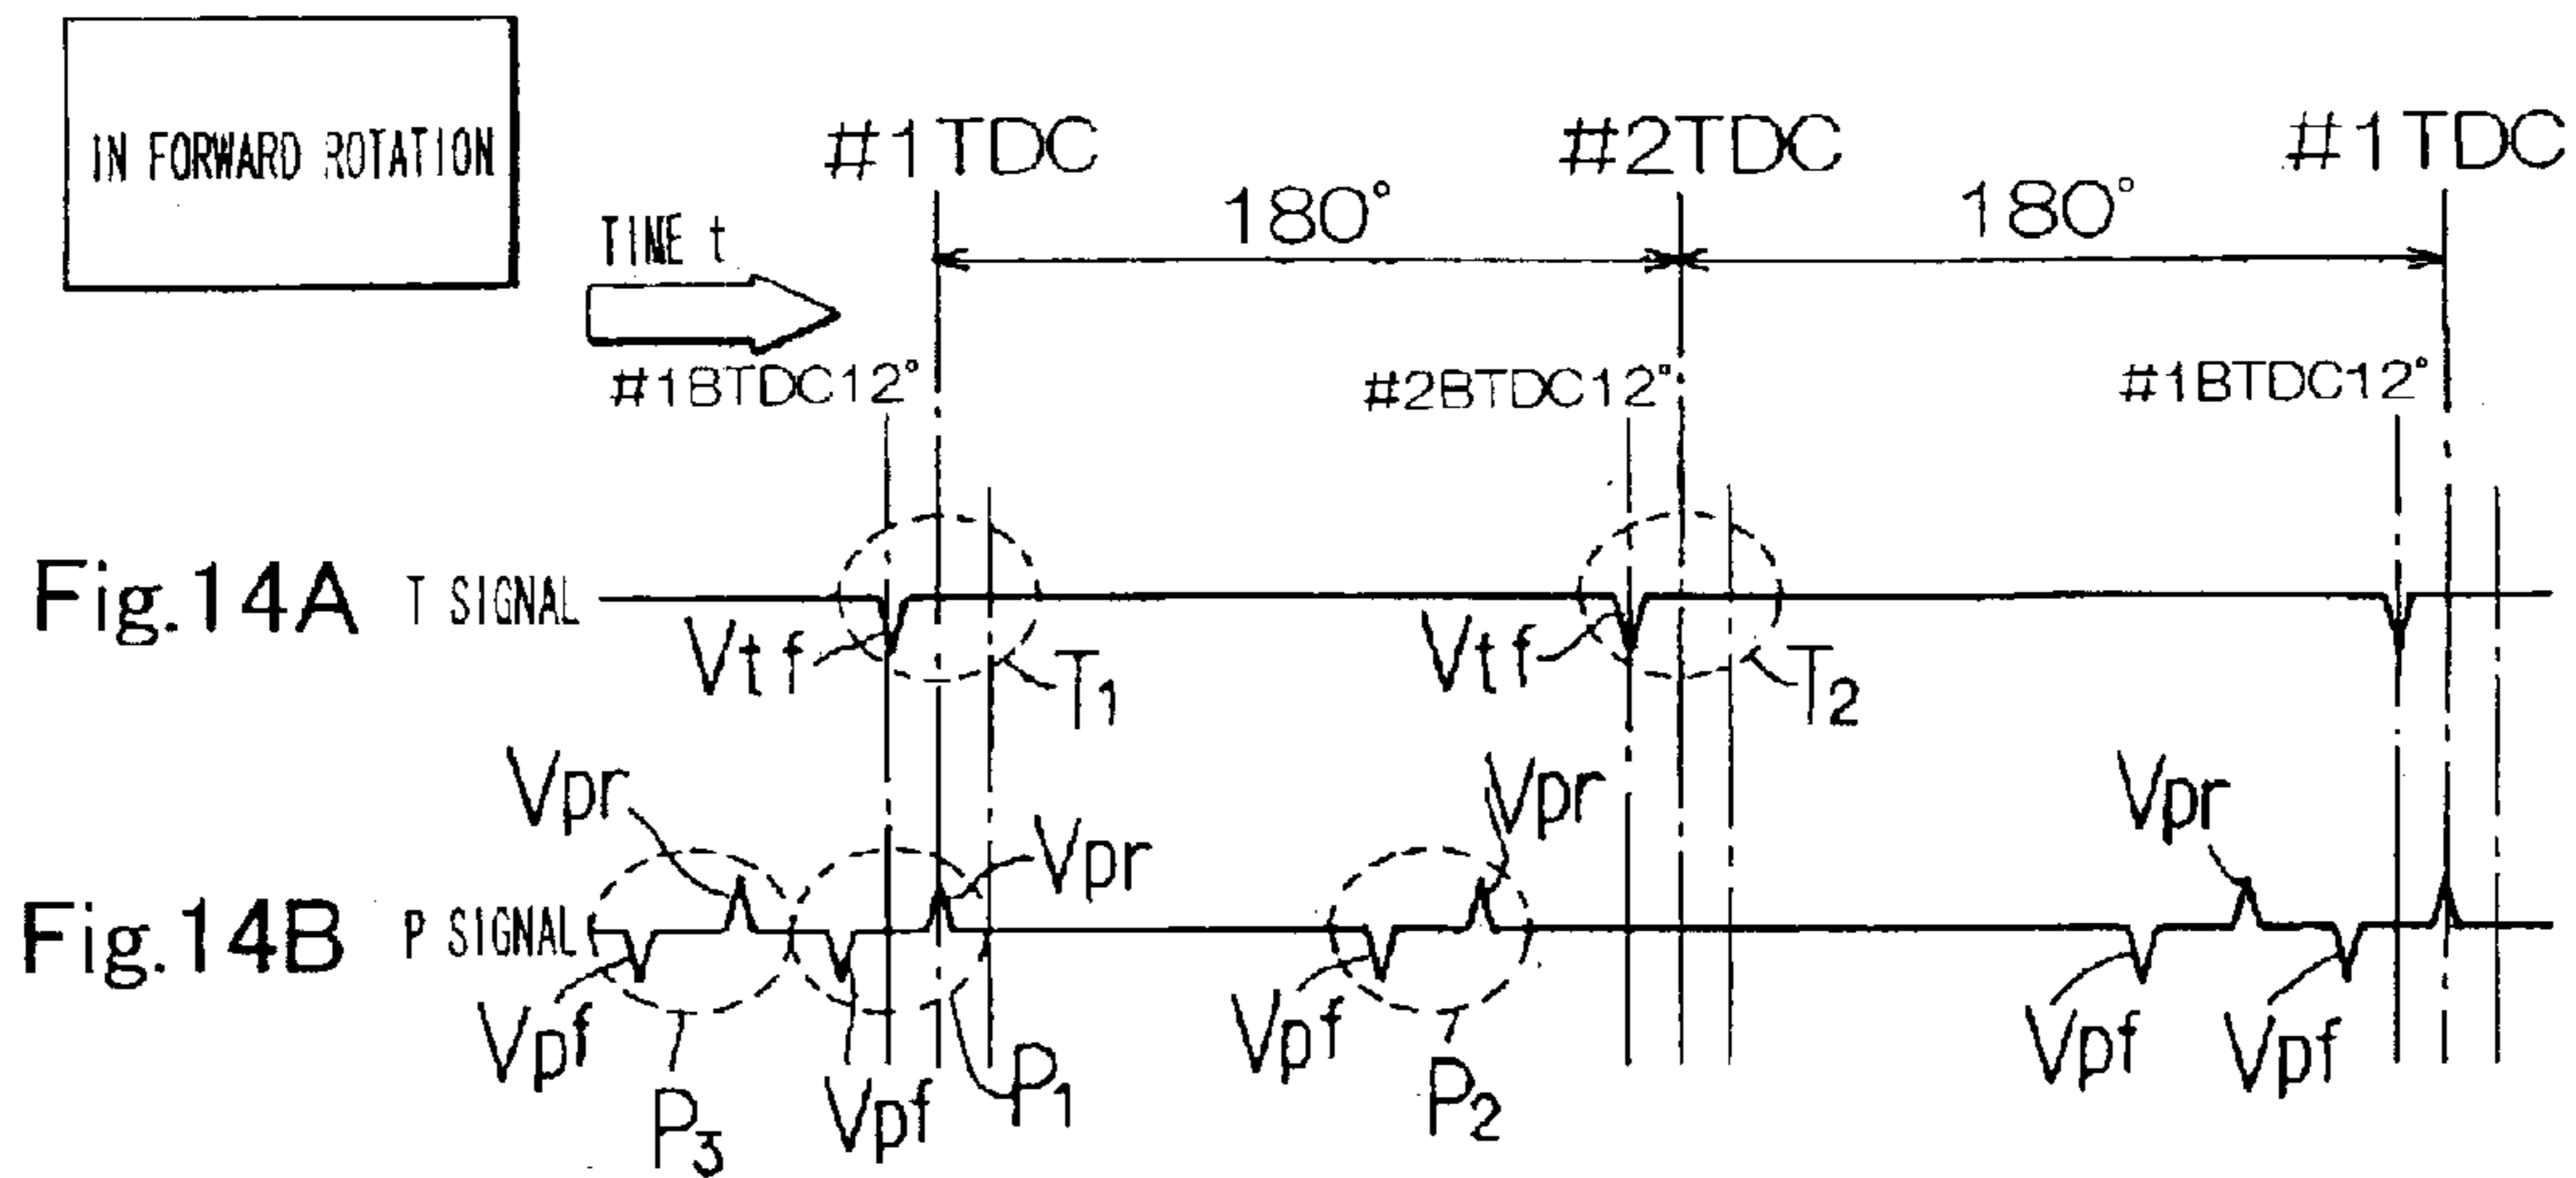 IN FORWARD ROTATION
#1TDC
#2TDC
#1TDC
180°
180°
TINE t
#1BTDC12°
#2BTDC12°
#1BTDC12°
Fig.14A
T SIGNAL
Vtf
T1
Vtf
T2
Vpr
Vpr
Vpr
Vpr
Fig.14B
P SIGNAL
Vpf
P3
Vpf
P1
Vpf
P2
Vpf
Vpf